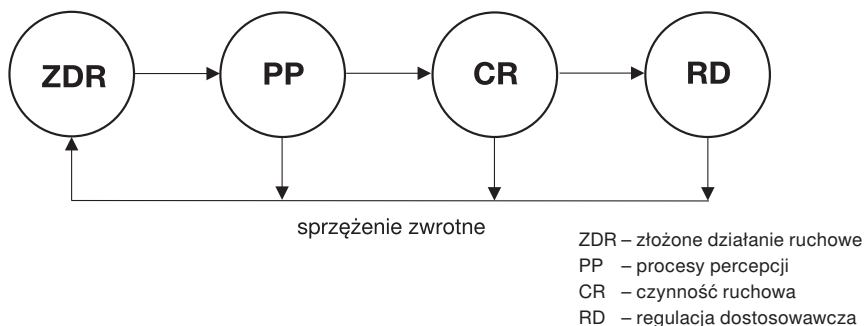 ZDR PP CR RD
sprzężenie zwrotne
ZDR – złożone działanie ruchowe
PP – procesy percepcji
CR – czynność ruchowa
RD – regulacja dostosowawcza